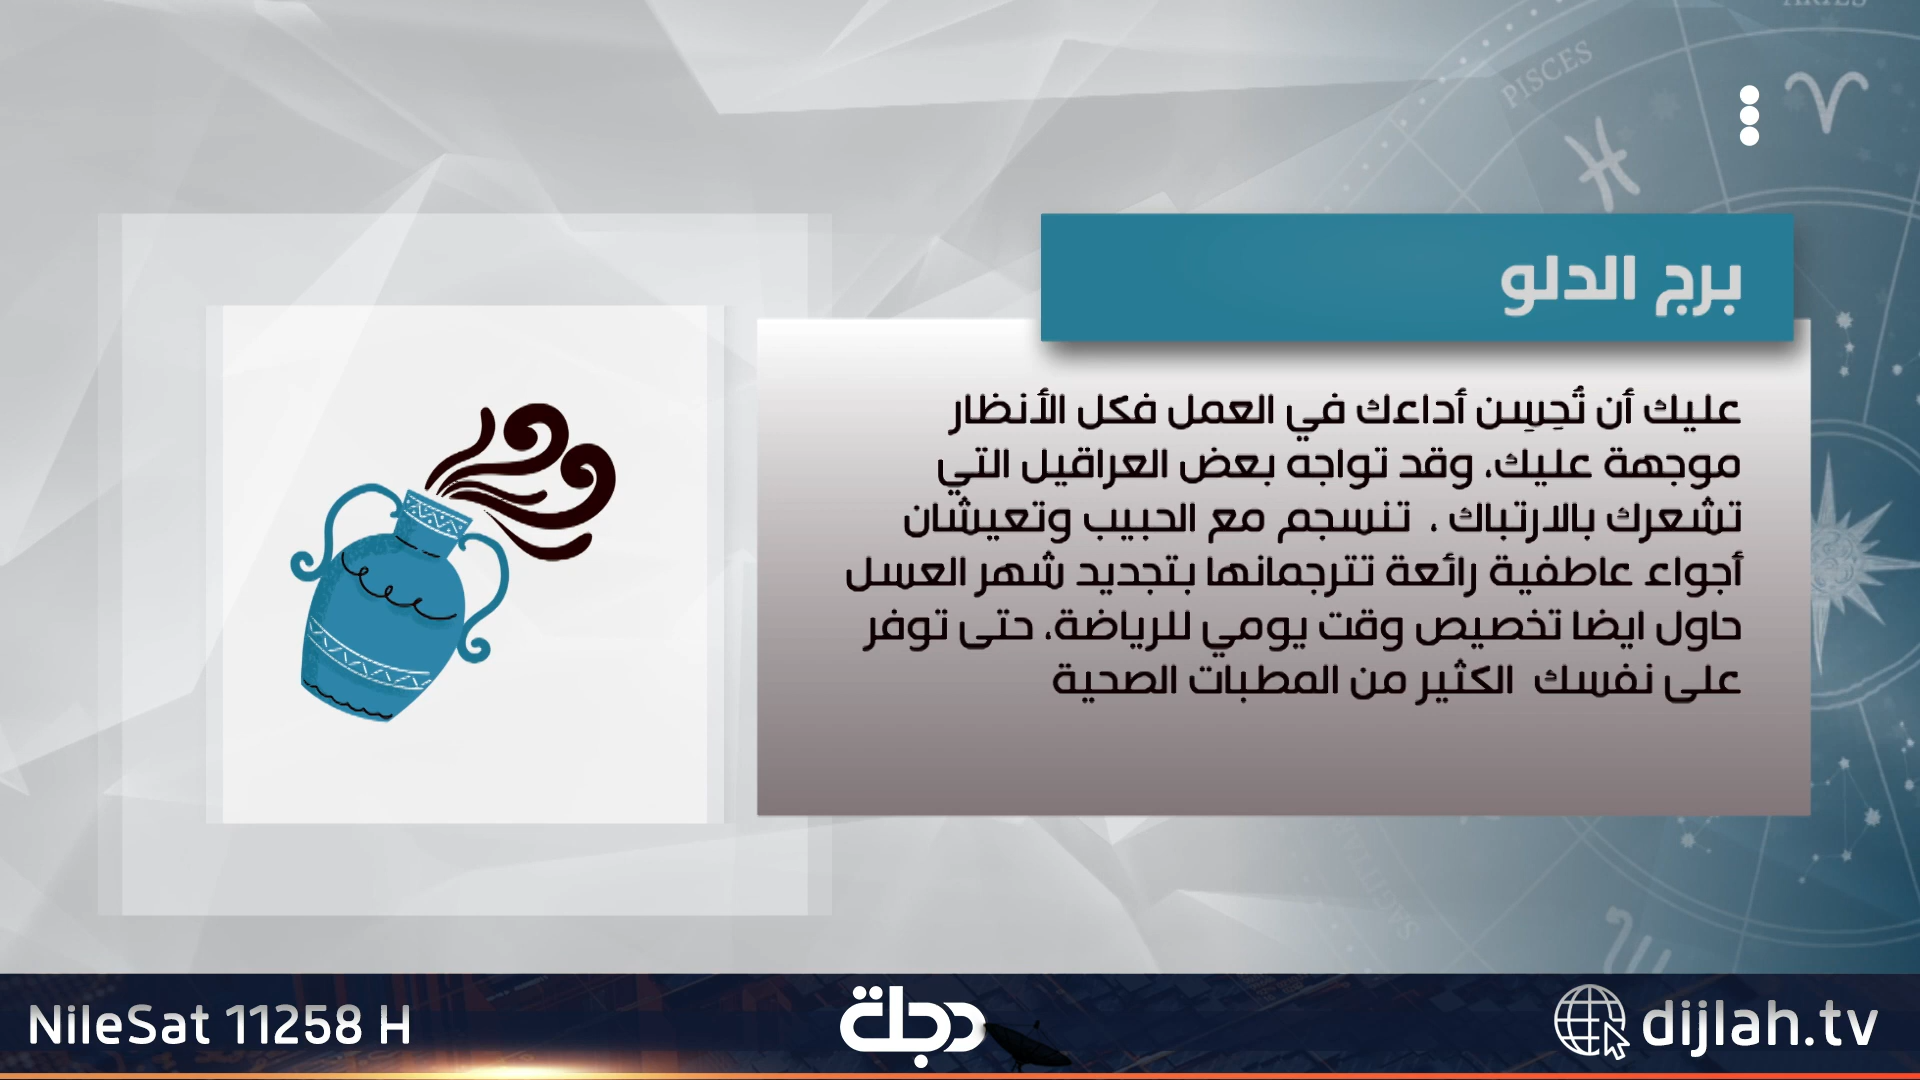 ARIES
PISCES
برج الدلو
عليك أن تُحِسِن أداءك في العمل فكل الأنظار
موجهة عليك، وقد تواجه بعض العراقيل التي
تشعرك بالارتباك ، تنسجم مع الحبيب وتعيشان
أجواء عاطفية رائعة تترجمانها بتجديد شهر العسل
حاول ايضا تخصيص وقت يومي للرياضة، حتى توفر
على نفسك الكثير من المطبات الصحية
NileSat 11258 H
دجلة
dijlah.tv